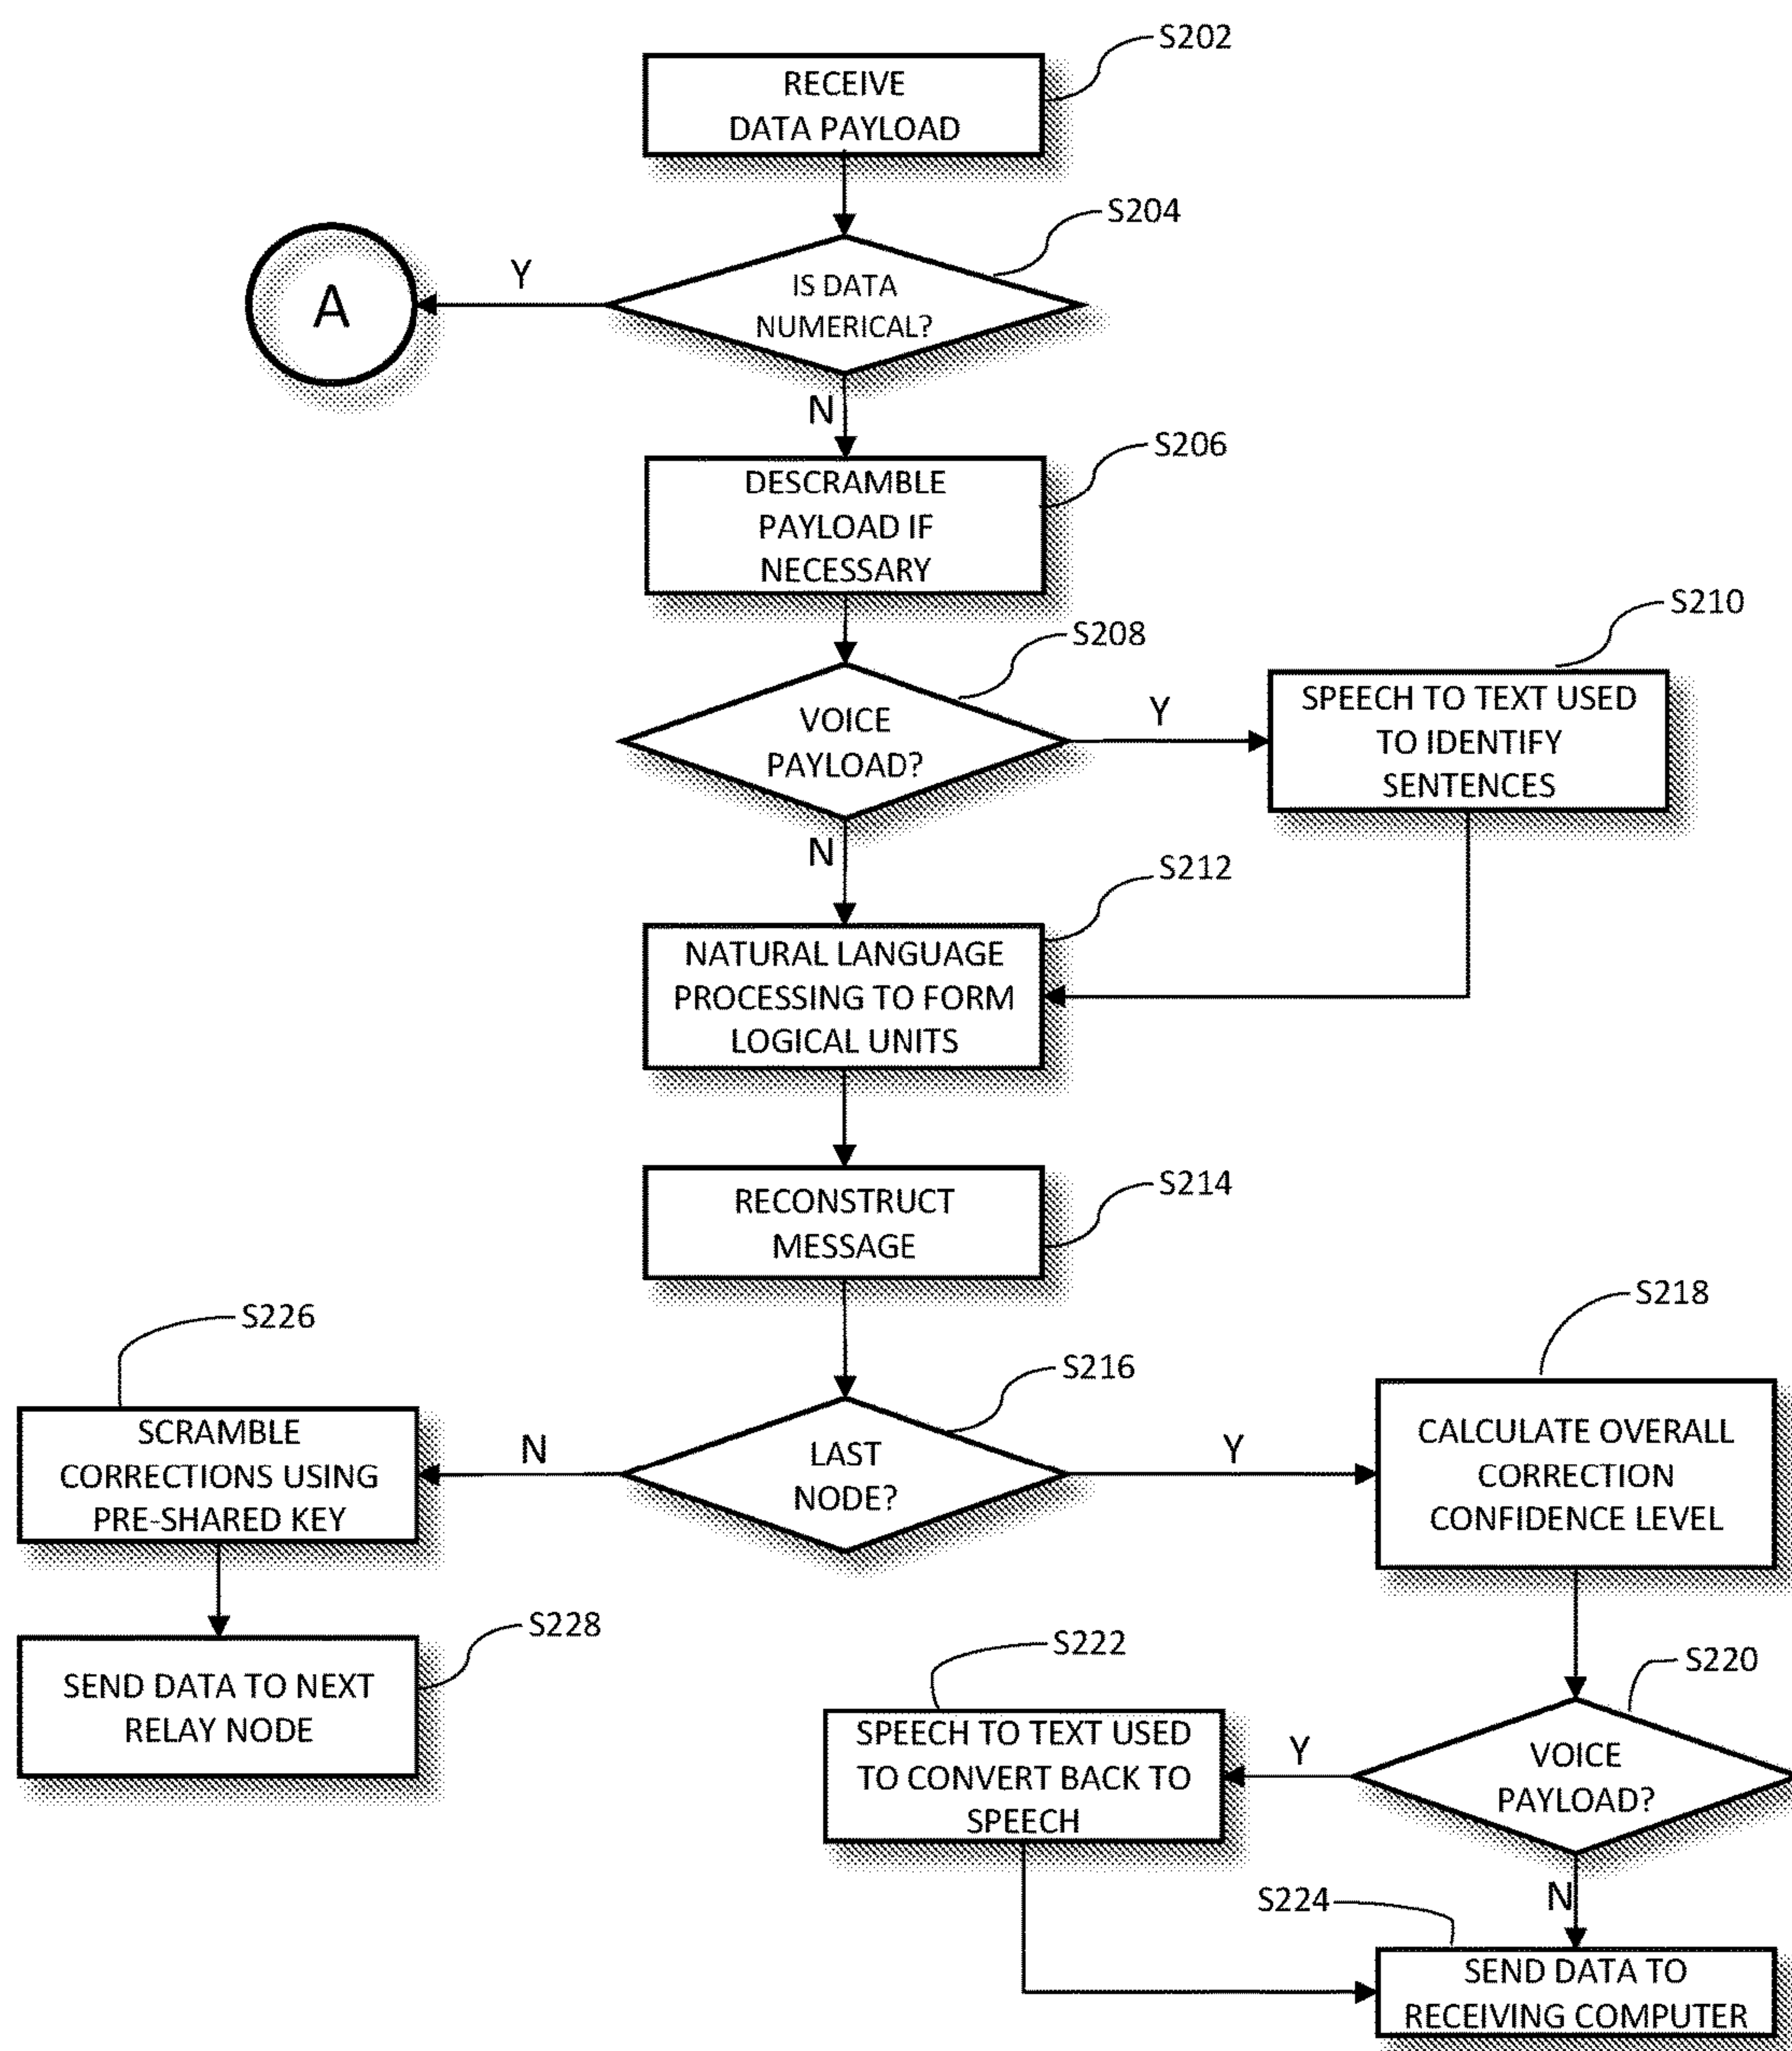 S202
RECEIVE
DATA PAYLOAD
S204
A
Y
IS DATA
NUMERICAL?
N
S206
DESCRAMBLE
PAYLOAD IF
NECESSARY
S208
VOICE
PAYLOAD?
Y
S210
SPEECH TO TEXT USED
TO IDENTIFY
SENTENCES
N
S212
NATURAL LANGUAGE
PROCESSING TO FORM
LOGICAL UNITS
S214
RECONSTRUCT
MESSAGE
S216
LAST
NODE?
N
S226
SCRAMBLE
CORRECTIONS USING
PRE-SHARED KEY
S228
SEND DATA TO NEXT
RELAY NODE
Y
S218
CALCULATE OVERALL
CORRECTION
CONFIDENCE LEVEL
S220
VOICE
PAYLOAD?
Y
S222
SPEECH TO TEXT USED
TO CONVERT BACK TO
SPEECH
N
S224
SEND DATA TO
RECEIVING COMPUTER